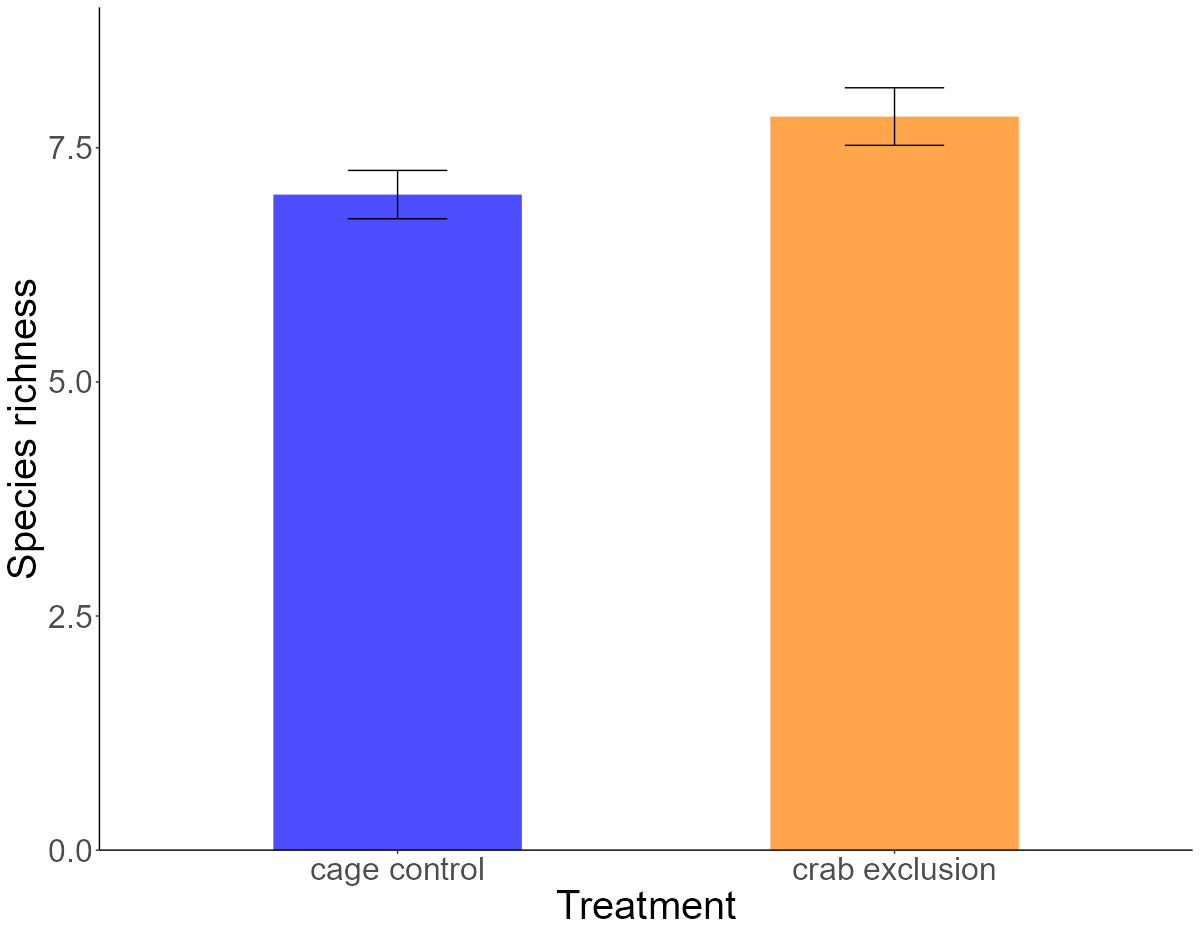 Species richness
7.5
5.0
2.5
0.0
cage control
crab exclusion
Treatment